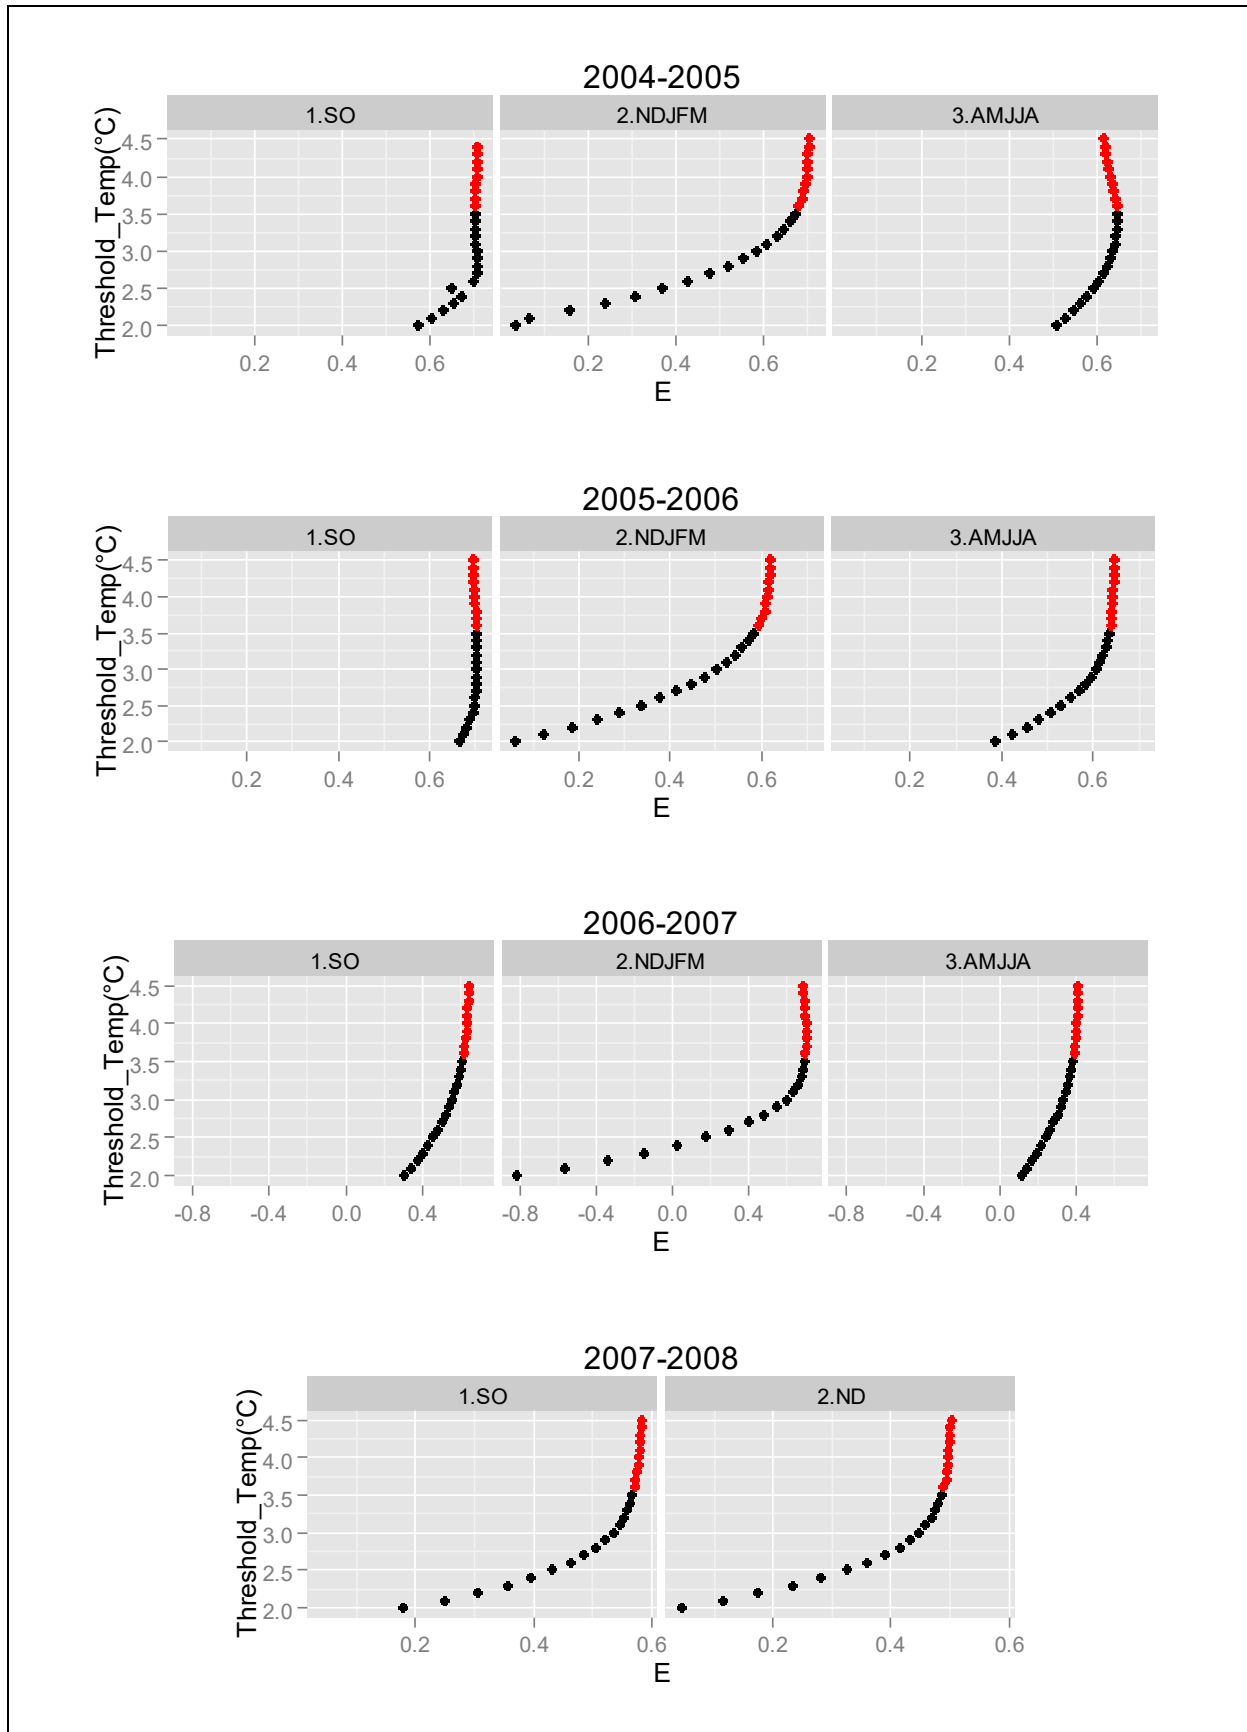 2004-2005
1.SO 2.NDJFM 3.AMJJA
Threshold_Temp(°C)
4.5
4.0
3.5
3.0
2.5
2.0
0.2 0.4 0.6 0.2 0.4 0.6 0.2 0.4 0.6
E
2005-2006
1.SO 2.NDJFM 3.AMJJA
Threshold_Temp(°C)
4.5
4.0
3.5
3.0
2.5
2.0
0.2 0.4 0.6 0.2 0.4 0.6 0.2 0.4 0.6
E
2006-2007
1.SO 2.NDJFM 3.AMJJA
Threshold_Temp(°C)
4.5
4.0
3.5
3.0
2.5
2.0
-0.8 -0.4 0.0 0.4 -0.8 -0.4 0.0 0.4 -0.8 -0.4 0.0 0.4
E
2007-2008
1.SO 2.ND
Threshold_Temp(°C)
4.5
4.0
3.5
3.0
2.5
2.0
0.2 0.4 0.6 0.2 0.4 0.6
E